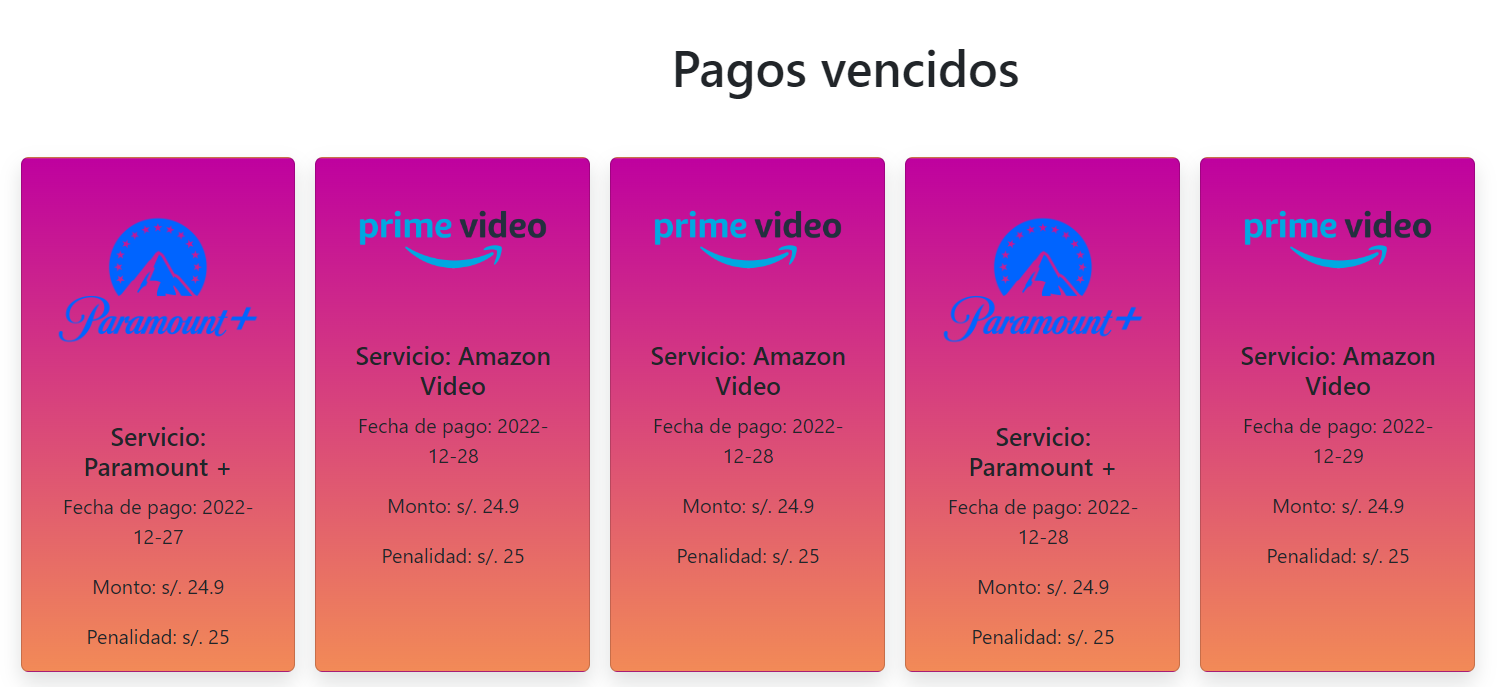 Pagos vencidos
Paramount+
Servicio:
Paramount +
Fecha de pago: 2022-
12-27
Monto: s/. 24.9
Penalidad: s/. 25
prime video
Servicio: Amazon
Video
Fecha de pago: 2022-
12-28
Monto: s/. 24.9
Penalidad: s/. 25
prime video
Servicio: Amazon
Video
Fecha de pago: 2022-
12-28
Monto: s/. 24.9
Penalidad: s/. 25
Paramount+
Servicio:
Paramount +
Fecha de pago: 2022-
12-28
Monto: s/. 24.9
Penalidad: s/. 25
prime video
Servicio: Amazon
Video
Fecha de pago: 2022-
12-29
Monto: s/. 24.9
Penalidad: s/. 25